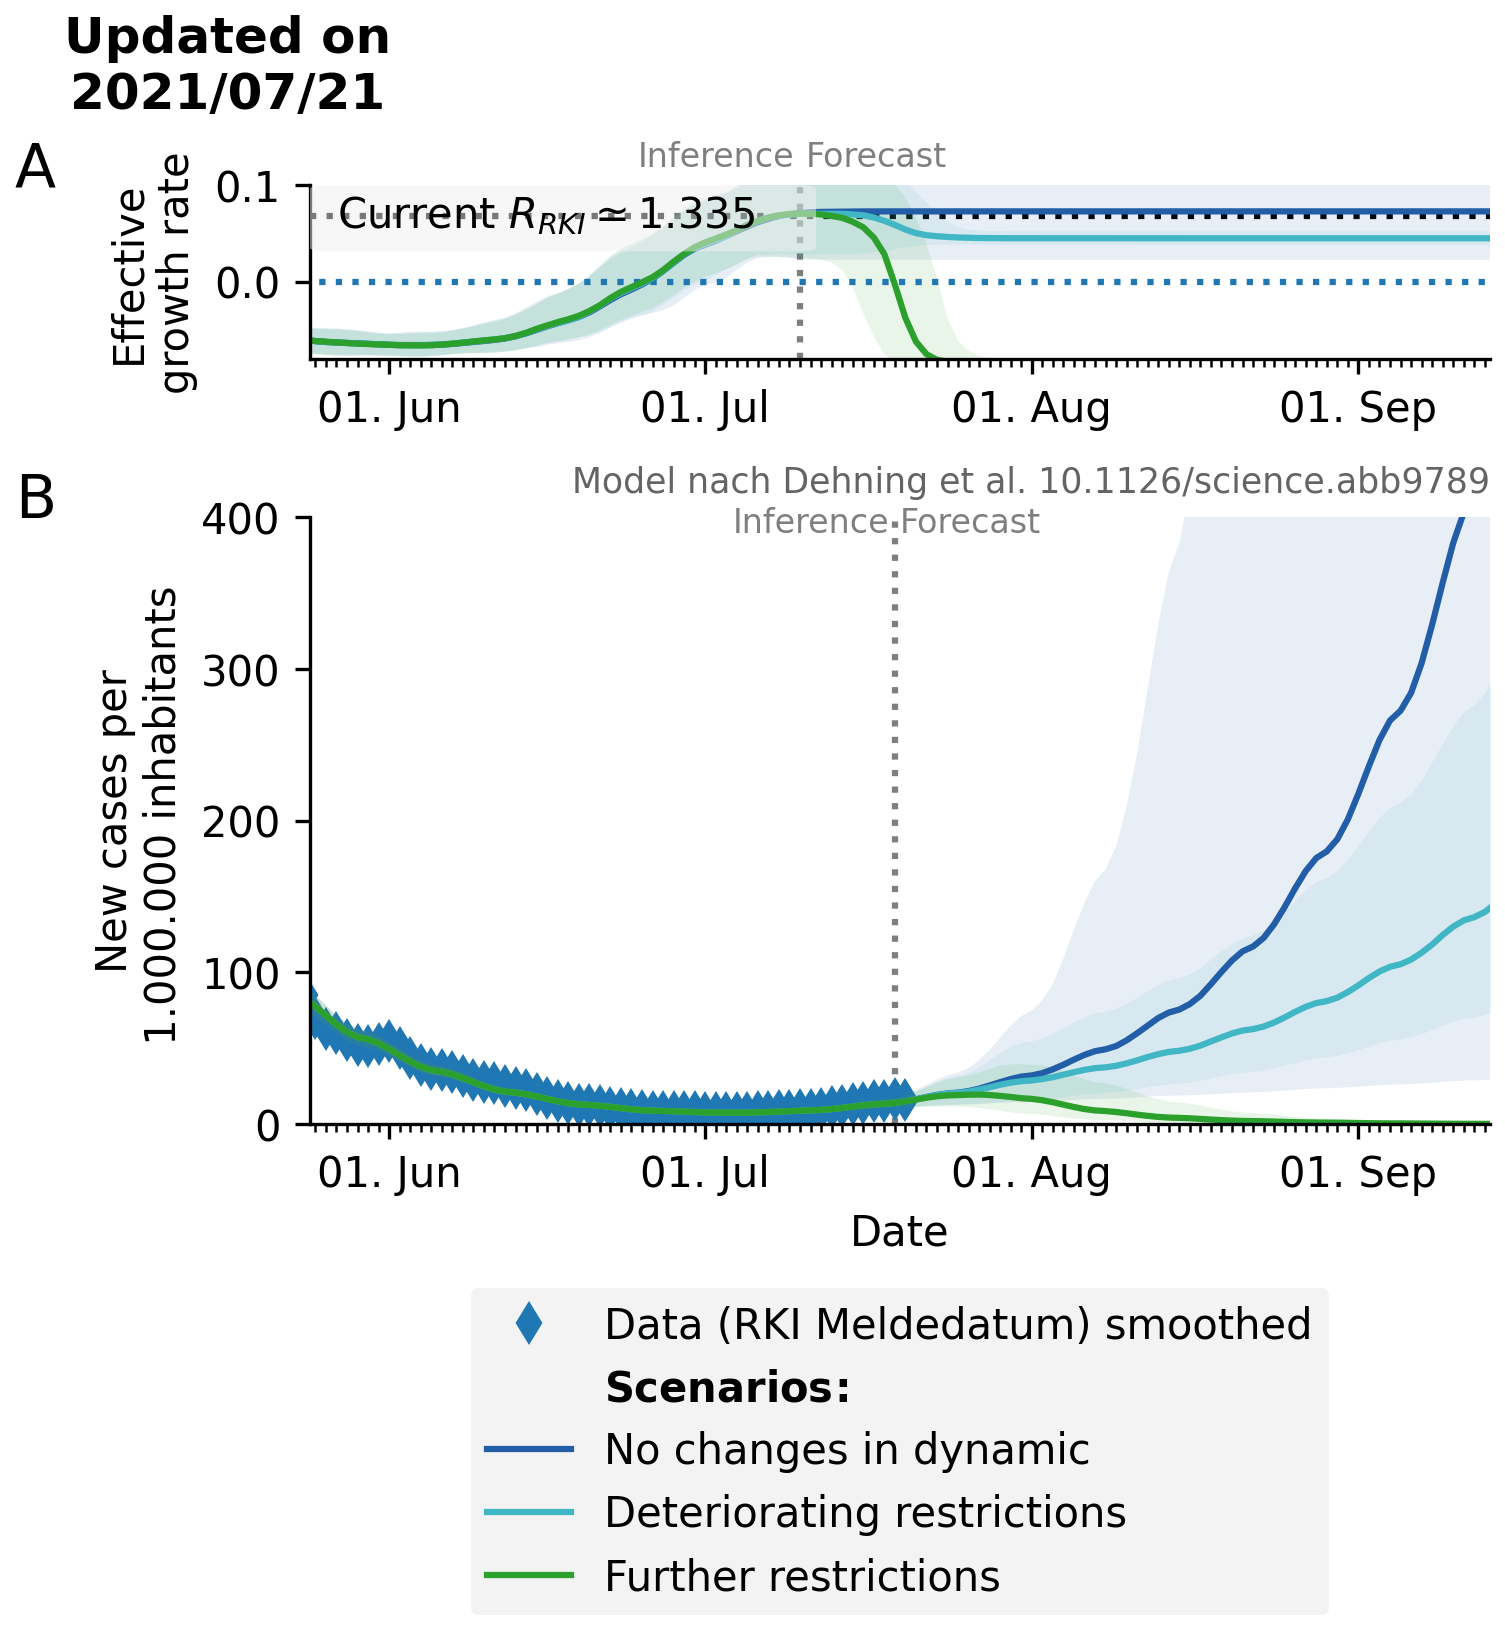 Updated on
2021/07/21
A
Inference Forecast
Effective
growth rate
0.1
0.0
Current R_RKI ≃ 1.335
01. Jun 01. Jul 01. Aug 01. Sep
B
Model nach Dehning et al. 10.1126/science.abb9789
Inference Forecast
New cases per
1.000.000 inhabitants
400
300
200
100
0
01. Jun 01. Jul 01. Aug 01. Sep
Date
Data (RKI Meldedatum) smoothed
Scenarios:
No changes in dynamic
Deteriorating restrictions
Further restrictions